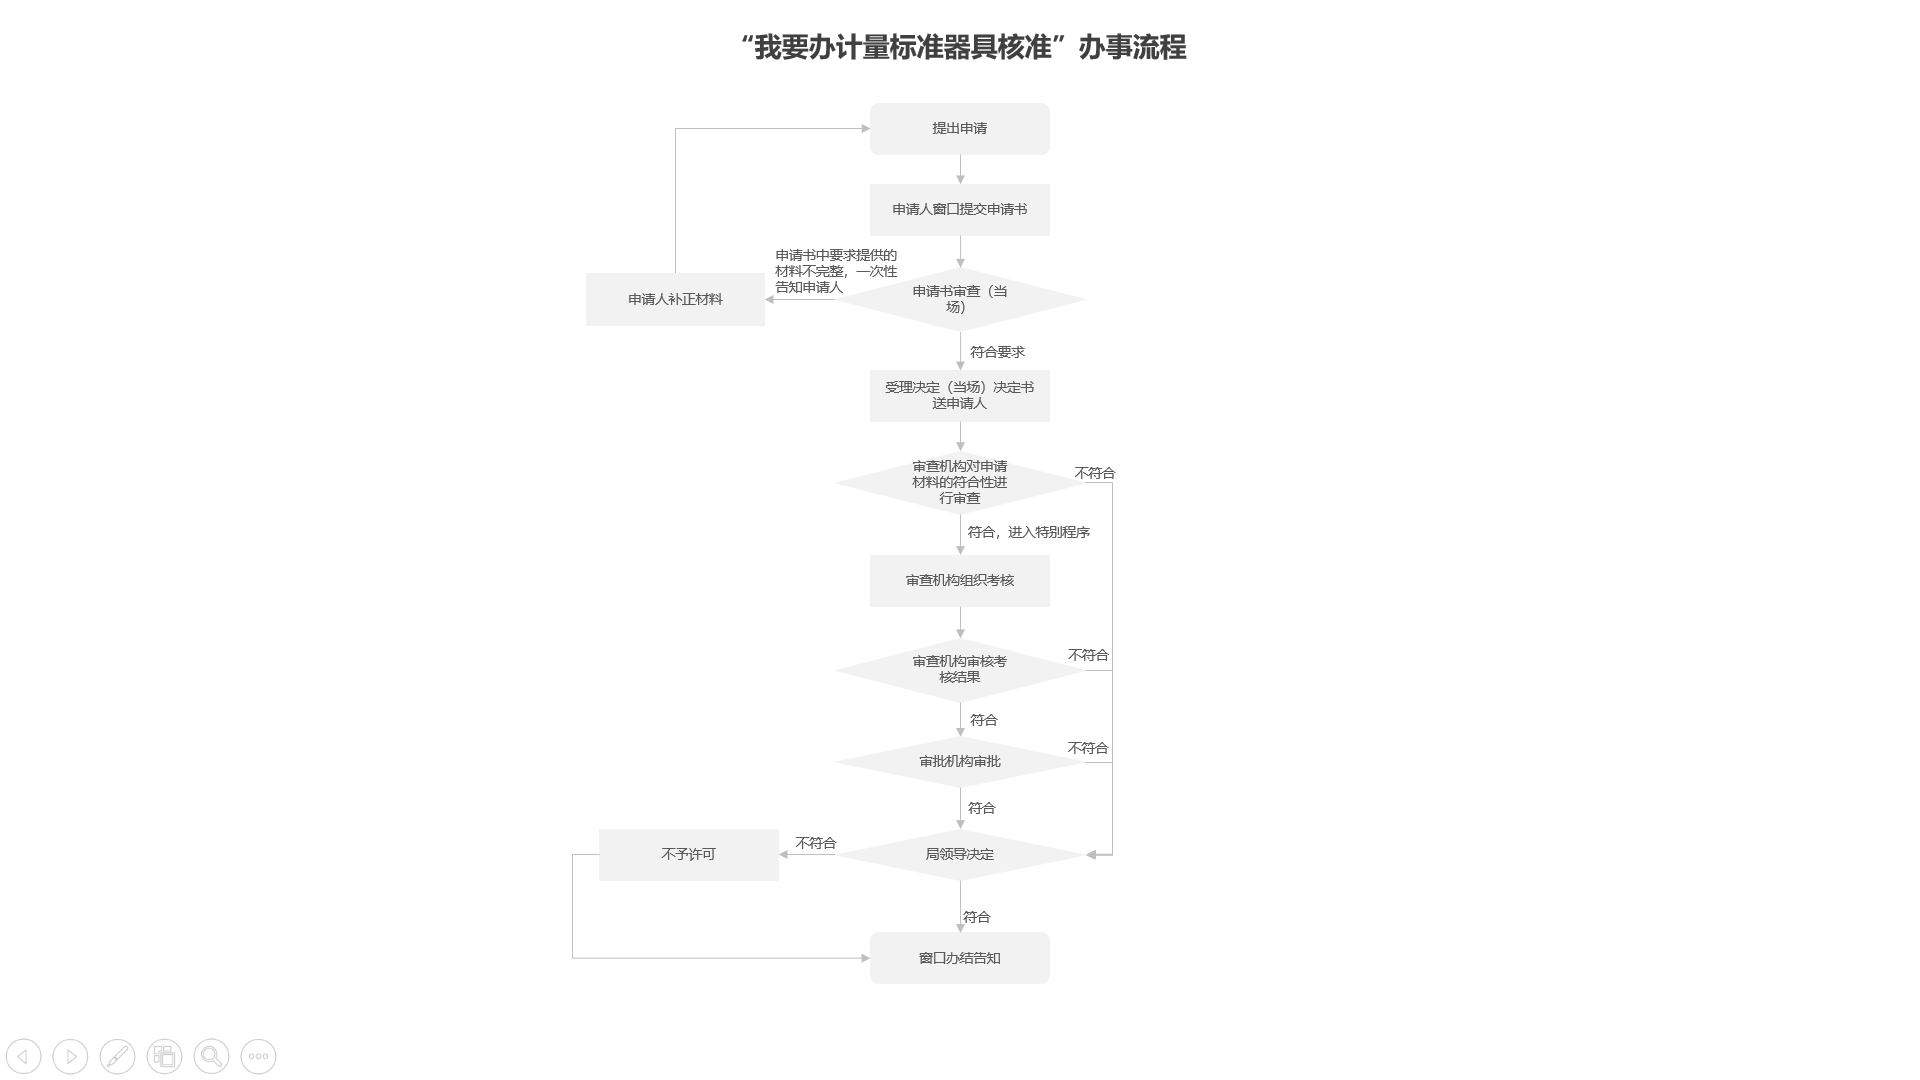 “我要办计量标准器具核准”办事流程
提出申请
申请人窗口提交申请书
申请书中要求提供的
材料不完整，一次性
告知申请人
申请人补正材料
申请书审查（当
场）
符合要求
受理决定（当场）决定书
送申请人
审查机构对申请
材料的符合性进
行审查
不符合
符合，进入特别程序
审查机构组织考核
审查机构审核考
核结果
不符合
符合
审批机构审批
不符合
符合
不予许可
不符合
局领导决定
符合
窗口办结告知